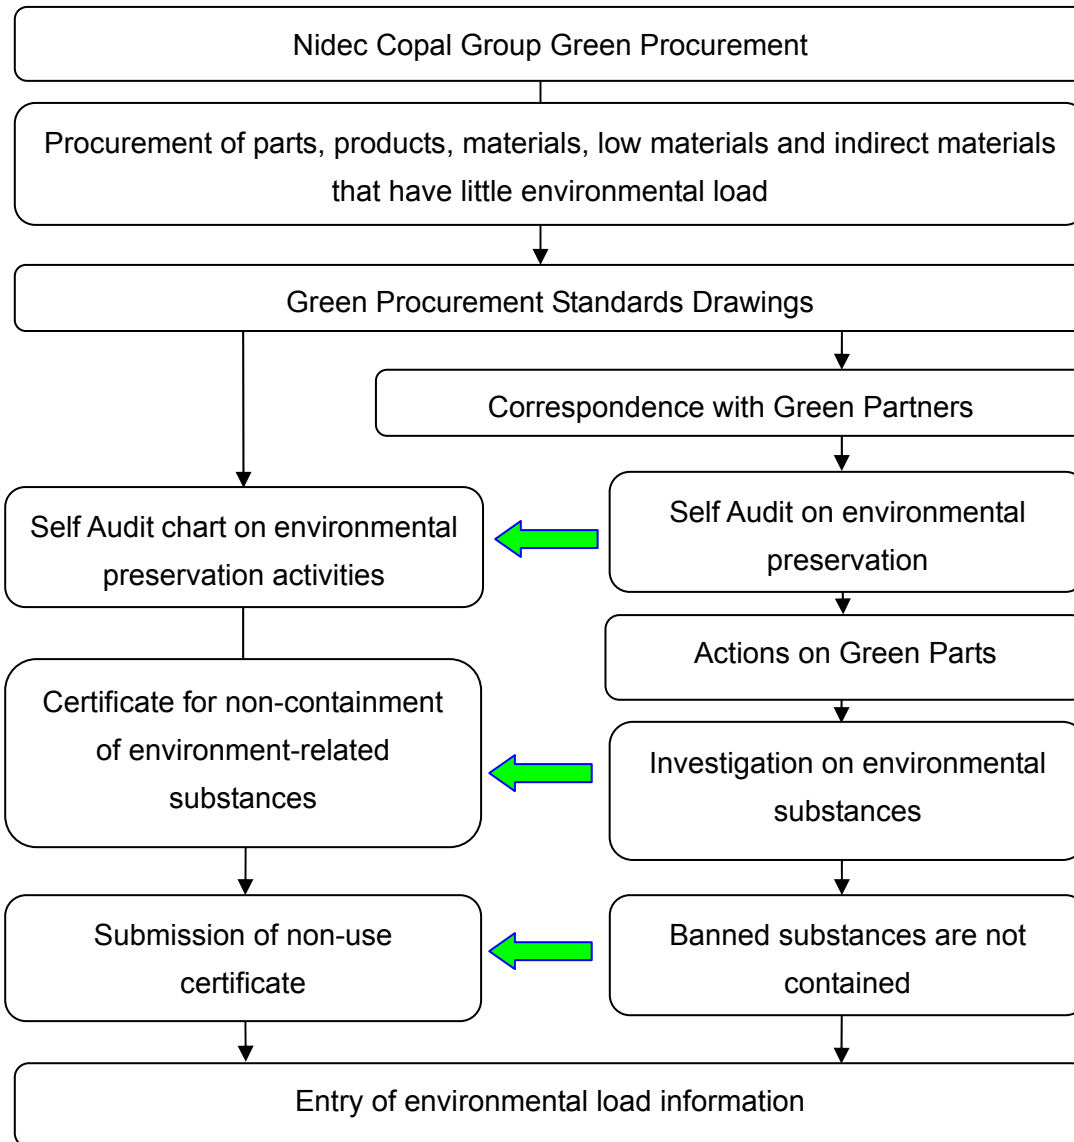 Nidec Copal Group Green Procurement
Procurement of parts, products, materials, low materials and indirect materials
that have little environmental load
Green Procurement Standards Drawings
Correspondence with Green Partners
Self Audit chart on environmental
preservation activities
Self Audit on environmental
preservation
Actions on Green Parts
Certificate for non-containment
of environment-related
substances
Investigation on environmental
substances
Submission of non-use
certificate
Banned substances are not
contained
Entry of environmental load information